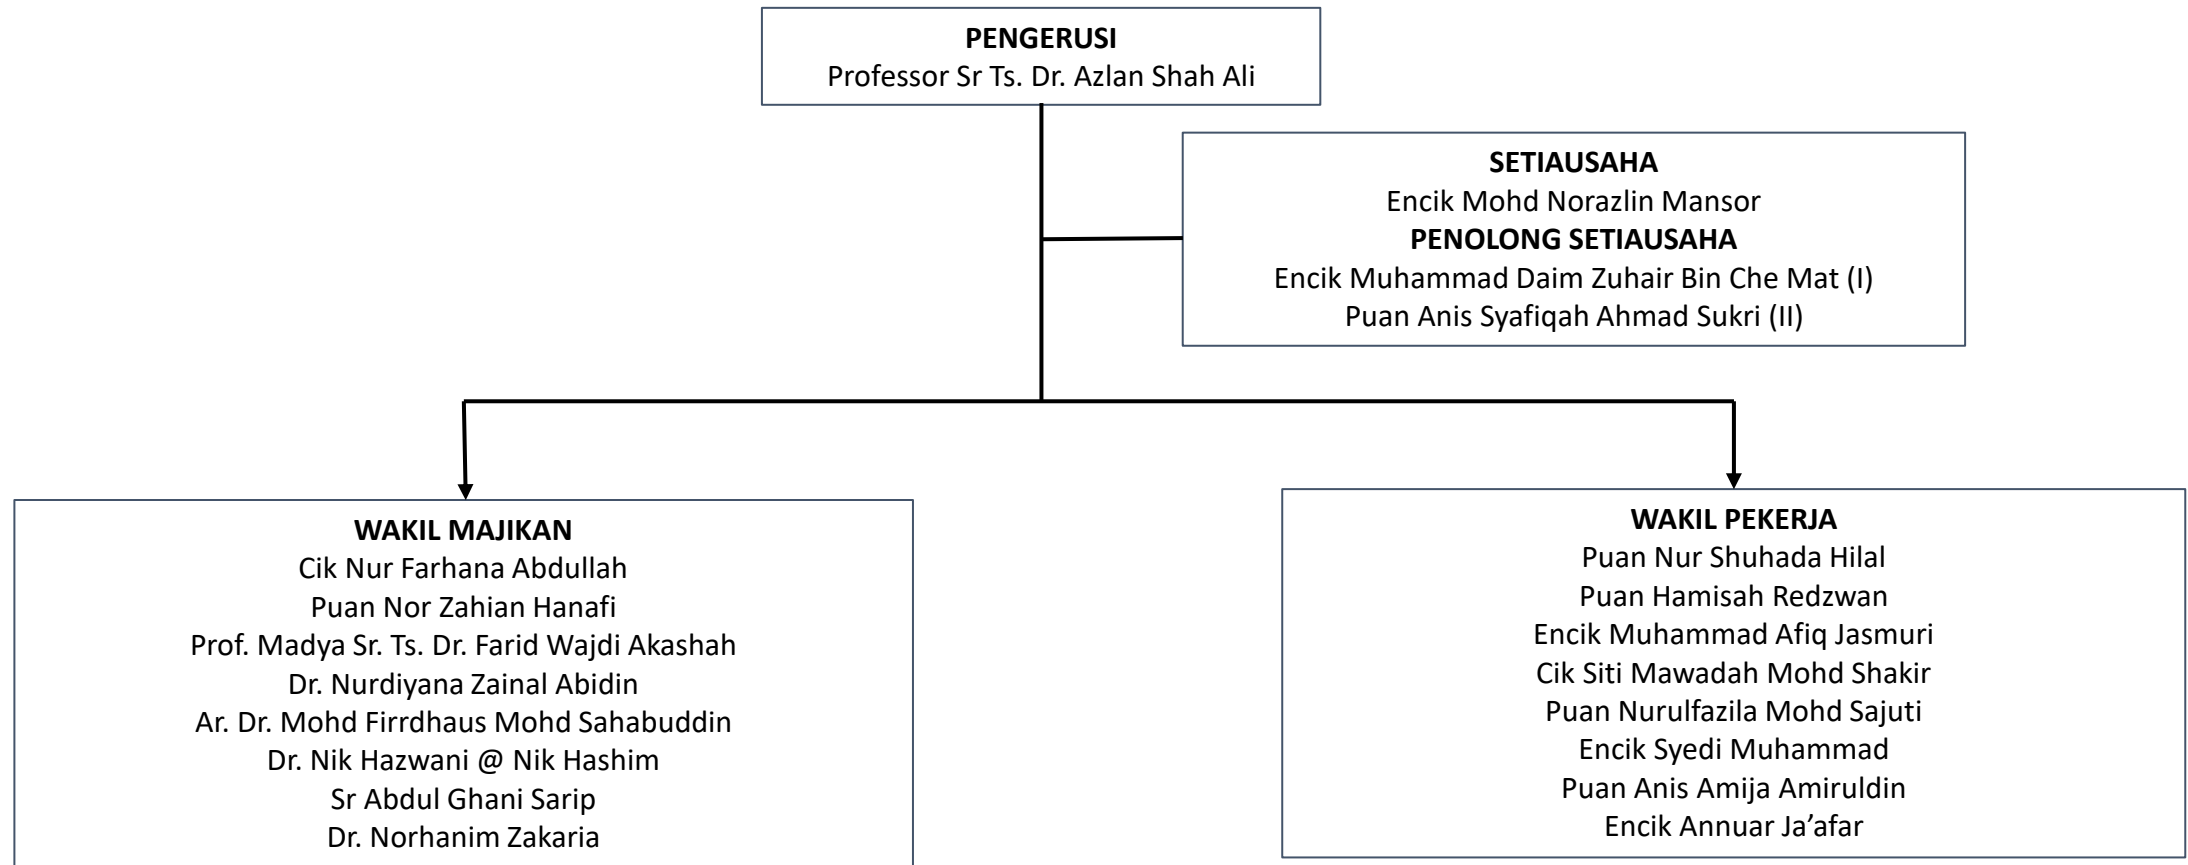 PENGERUSI
Professor Sr Ts. Dr. Azlan Shah Ali
SETIAUSAHA
Encik Mohd Norazlin Mansor
PENOLONG SETIAUSAHA
Encik Muhammad Daim Zuhair Bin Che Mat (I)
Puan Anis Syafiqah Ahmad Sukri (II)
WAKIL MAJIKAN
Cik Nur Farhana Abdullah
Puan Nor Zahian Hanafi
Prof. Madya Sr. Ts. Dr. Farid Wajdi Akashah
Dr. Nurdiyana Zainal Abidin
Ar. Dr. Mohd Firrdhaus Mohd Sahabuddin
Dr. Nik Hazwani @ Nik Hashim
Sr Abdul Ghani Sarip
Dr. Norhanim Zakaria
WAKIL PEKERJA
Puan Nur Shuhada Hilal
Puan Hamisah Redzwan
Encik Muhammad Afiq Jasmuri
Cik Siti Mawadah Mohd Shakir
Puan Nurulfazila Mohd Sajuti
Encik Syedi Muhammad
Puan Anis Amija Amiruldin
Encik Annuar Ja’afar